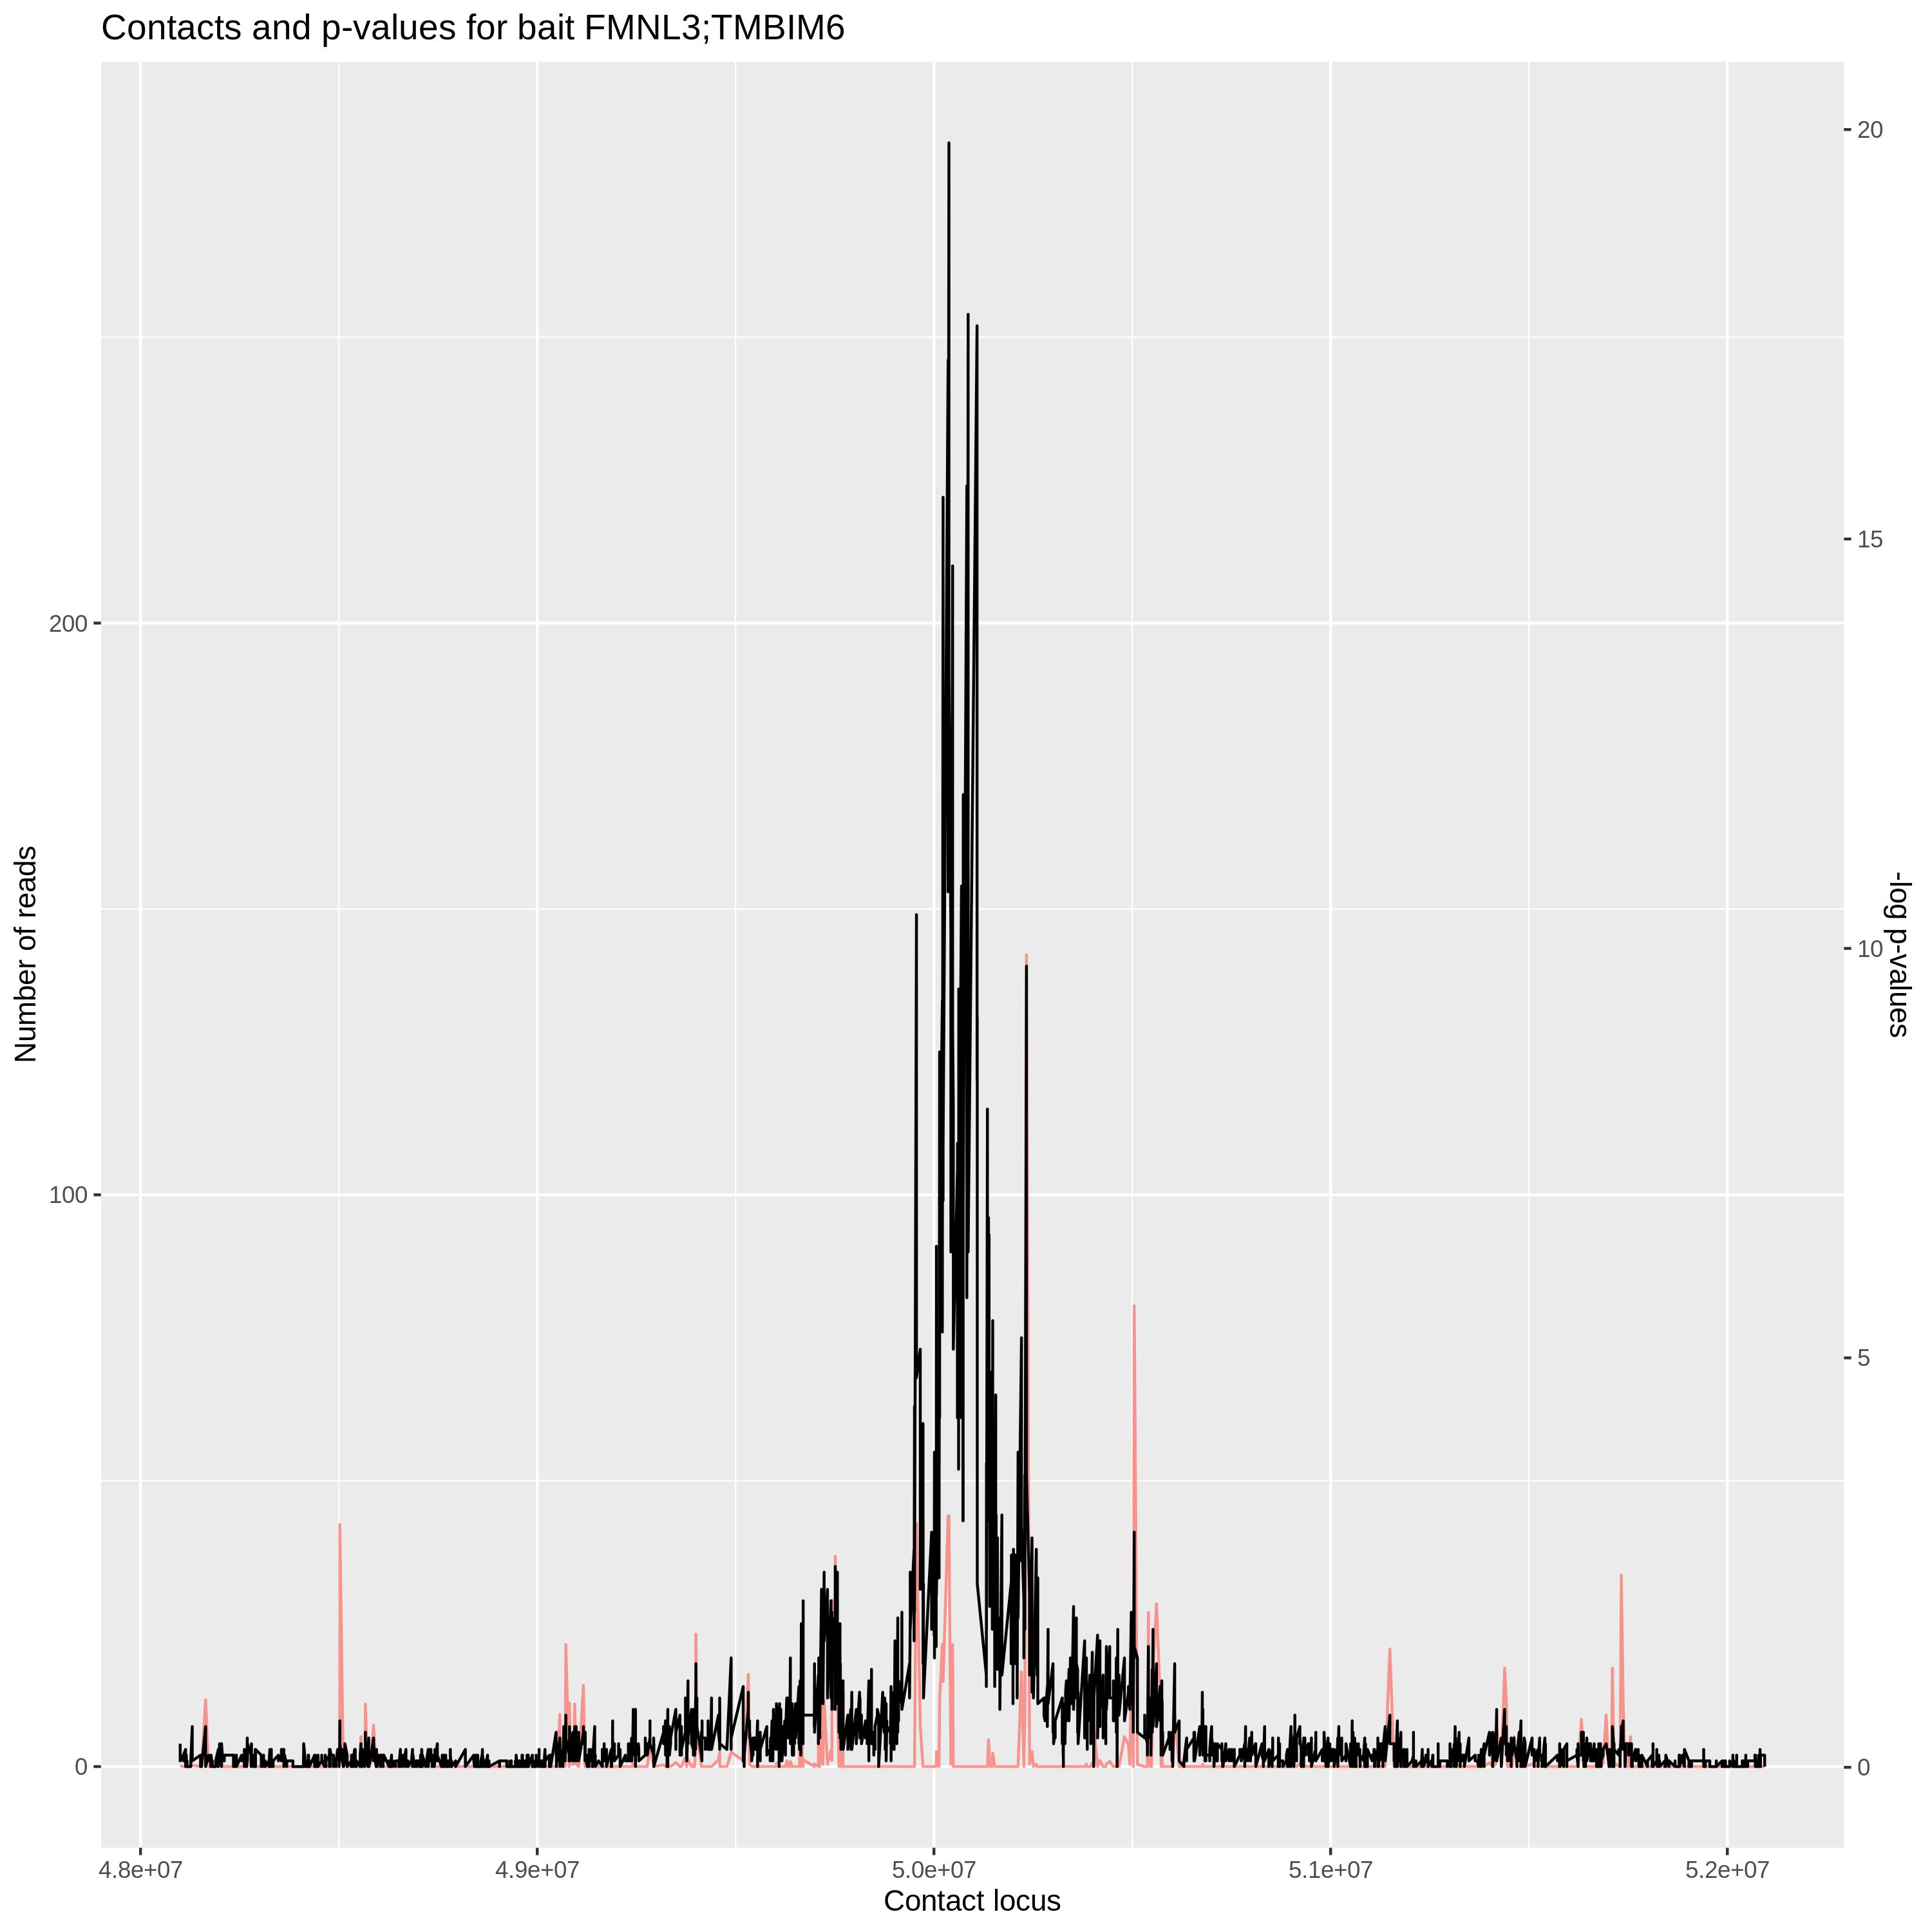 Contacts and p-values for bait FMNL3;TMBIM6
20
15
200
Number of reads
-log p-values
10
100
5
0
0
4.8e+07 4.9e+07 5.0e+07 5.1e+07 5.2e+07
Contact locus